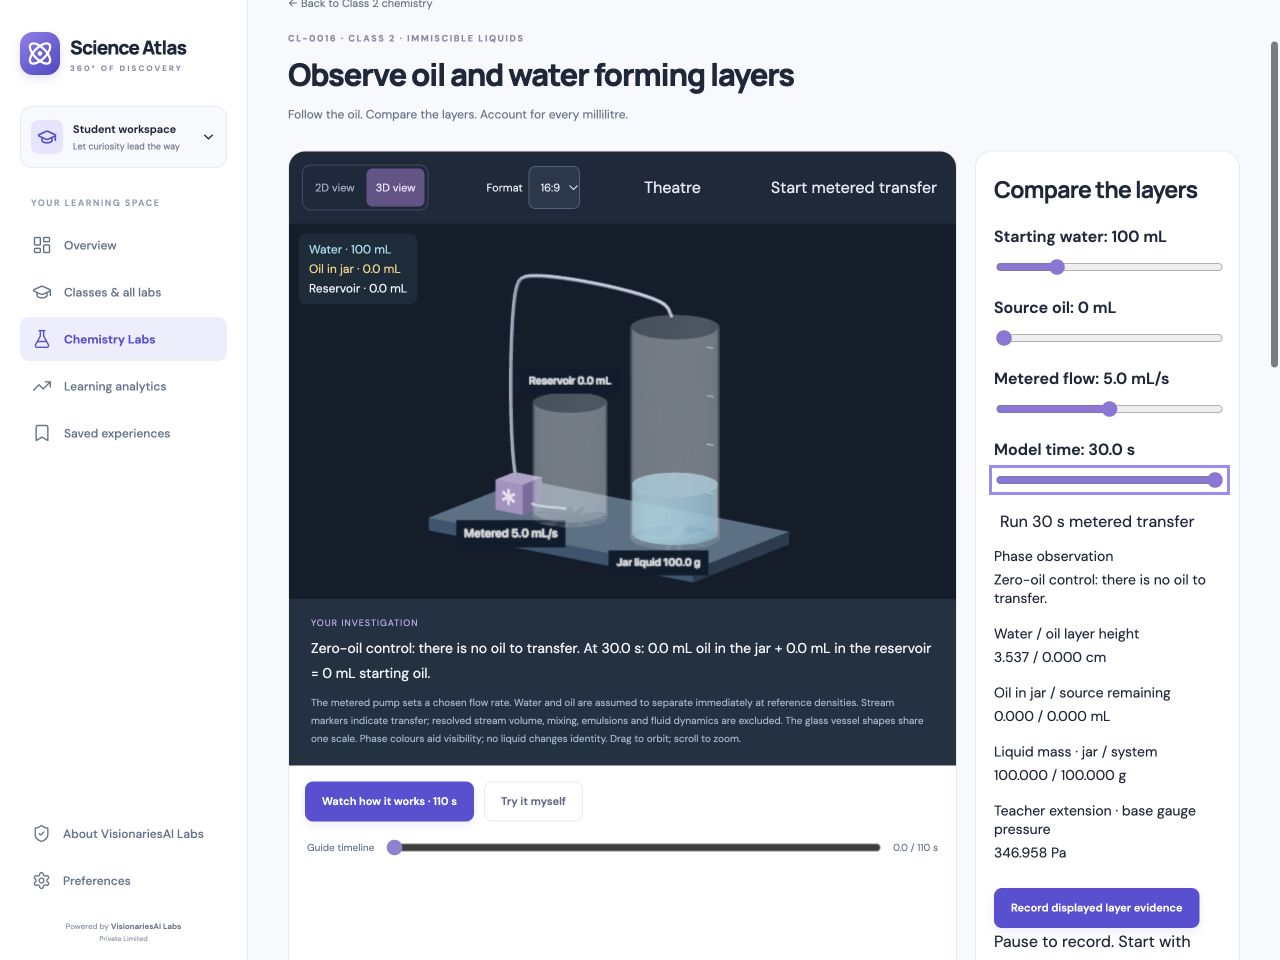 Science Atlas
360° OF DISCOVERY
Student workspace
Let curiosity lead the way
YOUR LEARNING SPACE
Overview
Classes & all labs
Chemistry Labs
Learning analytics
Saved experiences
About VisionariesAI Labs
Preferences
Powered by VisionariesAI Labs
Private Limited
← Back to Class 2 chemistry
CL-0016 · CLASS 2 · IMMISCIBLE LIQUIDS
Observe oil and water forming layers
Follow the oil. Compare the layers. Account for every millilitre.
2D view
3D view
Format
16:9
Theatre
Start metered transfer
Water · 100 mL
Oil in jar · 0.0 mL
Reservoir · 0.0 mL
Reservoir 0.0 mL
Metered 5.0 mL/s
Jar liquid 100.0 g
YOUR INVESTIGATION
Zero-oil control: there is no oil to transfer. At 30.0 s: 0.0 mL oil in the jar + 0.0 mL in the reservoir
= 0 mL starting oil.
The metered pump sets a chosen flow rate. Water and oil are assumed to separate immediately at reference densities. Stream
markers indicate transfer; resolved stream volume, mixing, emulsions and fluid dynamics are excluded. The glass vessel shapes share
one scale. Phase colours aid visibility; no liquid changes identity. Drag to orbit; scroll to zoom.
Watch how it works · 110 s
Try it myself
Guide timeline
0.0 / 110 s
Compare the layers
Starting water: 100 mL
Source oil: 0 mL
Metered flow: 5.0 mL/s
Model time: 30.0 s
Run 30 s metered transfer
Phase observation
Zero-oil control: there is no oil to
transfer.
Water / oil layer height
3.537 / 0.000 cm
Oil in jar / source remaining
0.000 / 0.000 mL
Liquid mass · jar / system
100.000 / 100.000 g
Teacher extension · base gauge
pressure
346.958 Pa
Record displayed layer evidence
Pause to record. Start with